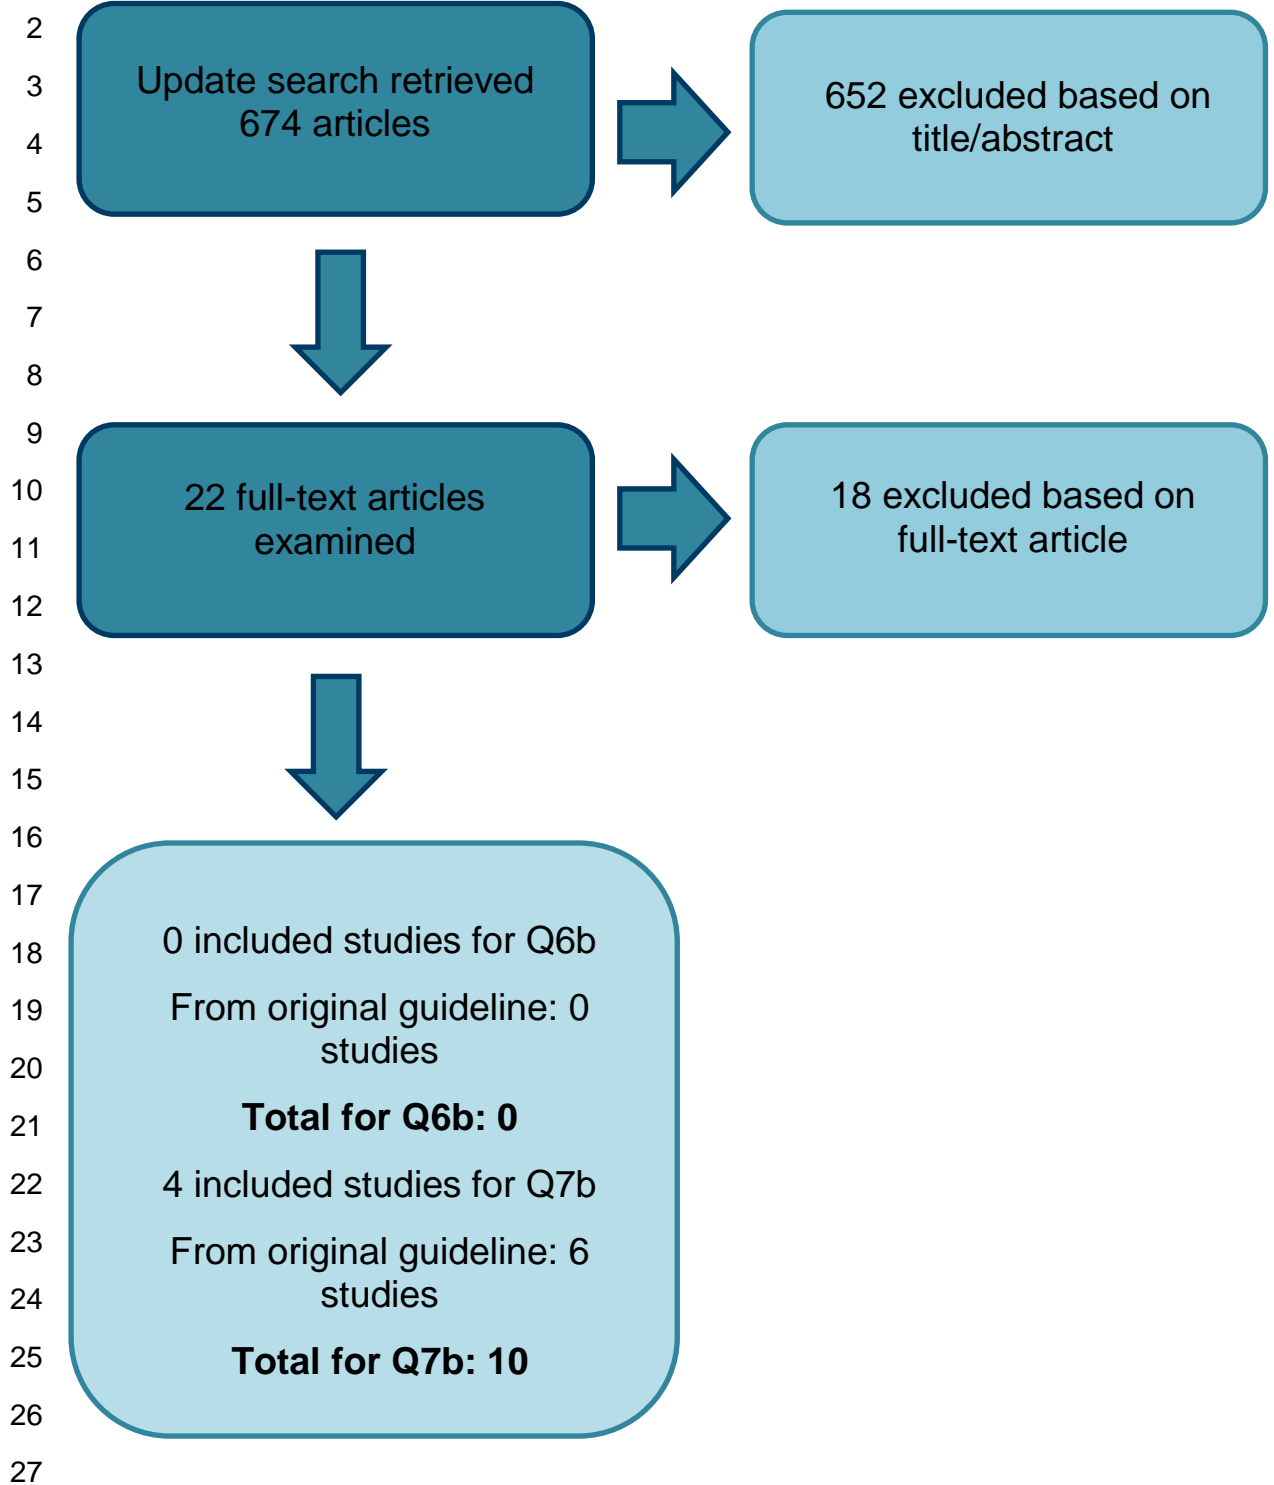 2
3
4
5
6
7
8
9
10
11
12
13
14
15
16
17
18
19
20
21
22
23
24
25
26
27
Update search retrieved
674 articles
652 excluded based on
title/abstract
22 full-text articles
examined
18 excluded based on
full-text article
0 included studies for Q6b
From original guideline: 0
studies
Total for Q6b: 0
4 included studies for Q7b
From original guideline: 6
studies
Total for Q7b: 10